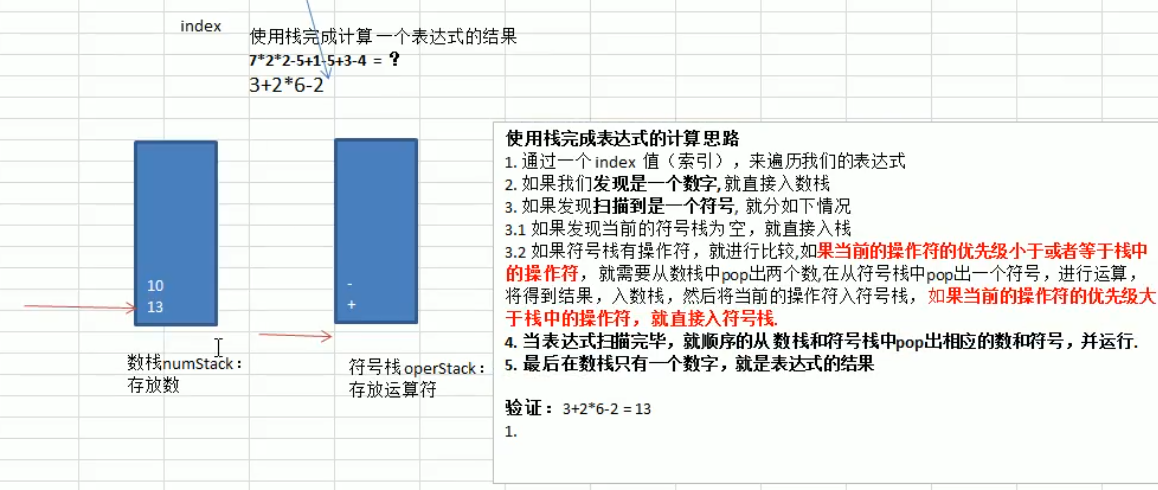 index
使用栈完成计算一个表达式的结果
7*2*2-5+1-5+3-4 = ?
3+2*6-2
10
13
-
+
数栈numStack：
存放数
符号栈operStack：
存放运算符
使用栈完成表达式的计算思路
1. 通过一个 index 值（索引），来遍历我们的表达式
2. 如果我们发现是一个数字, 就直接入数栈
3. 如果发现扫描到是一个符号, 就分如下情况
3.1 如果发现当前的符号栈为空，就直接入栈
3.2 如果符号栈有操作符，就进行比较,如果当前的操作符的优先级小于或者等于栈中
的操作符，就需要从数栈中pop出两个数,在从符号栈中pop出一个符号，进行运算，
将得到结果，入数栈，然后将当前的操作符入符号栈，如果当前的操作符的优先级大
于栈中的操作符，就直接入符号栈.
4. 当表达式扫描完毕，就顺序的从 数栈和符号栈中pop出相应的数和符号，并运行.
5. 最后在数栈只有一个数字，就是表达式的结果
验证：3+2*6-2 = 13
1.